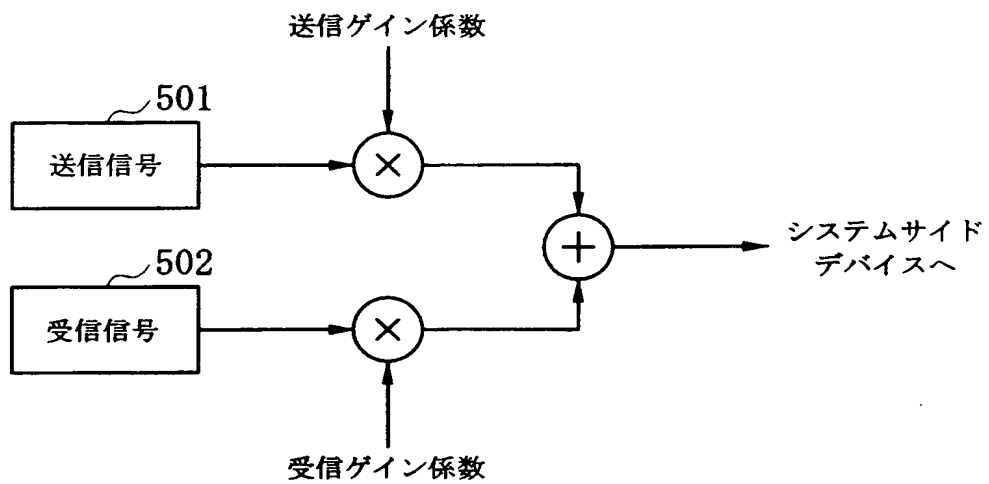 送信ゲイン係数
501
送信信号
×
+
システムサイド
デバイスへ
502
受信信号
×
受信ゲイン係数